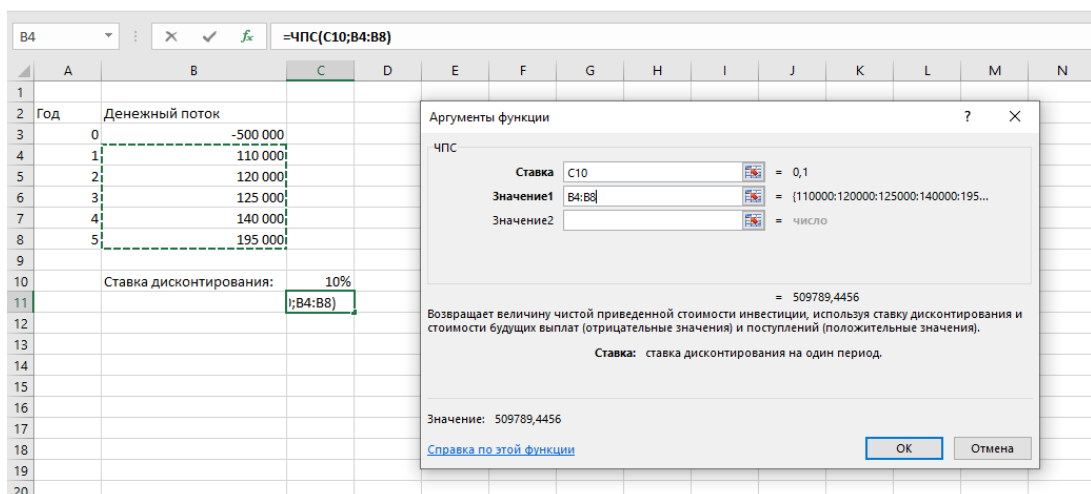 B4 fx =ЧПС(C10;B4:B8)
A B C D E F G H I J K L M N
1
2 Год Денежный поток
3 0 -500 000
4 1 110 000
5 2 120 000
6 3 125 000
7 4 140 000
8 5 195 000
9
10 Ставка дисконтирования: 10%
11 );B4:B8)
12
13
14
15
16
17
18
19
20
Аргументы функции ? ×
ЧПС
Ставка C10 = 0,1
Значение1 B4:B8 = {110000:120000:125000:140000:195...
Значение2 = число
= 509789,4456
Возвращает величину чистой приведенной стоимости инвестиции, используя ставку дисконтирования и
стоимости будущих выплат (отрицательные значения) и поступлений (положительные значения).
Ставка: ставка дисконтирования на один период.
Значение: 509789,4456
Справка по этой функции ОК Отмена